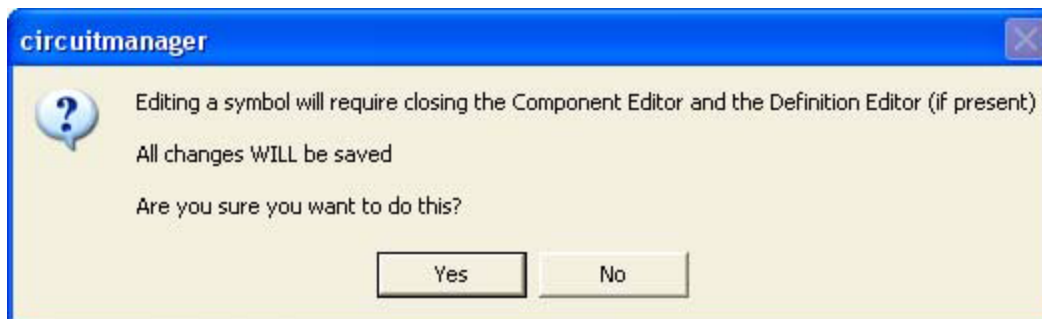 circuitmanager
Editing a symbol will require closing the Component Editor and the Definition Editor (if present)
All changes WILL be saved
Are you sure you want to do this?
Yes
No